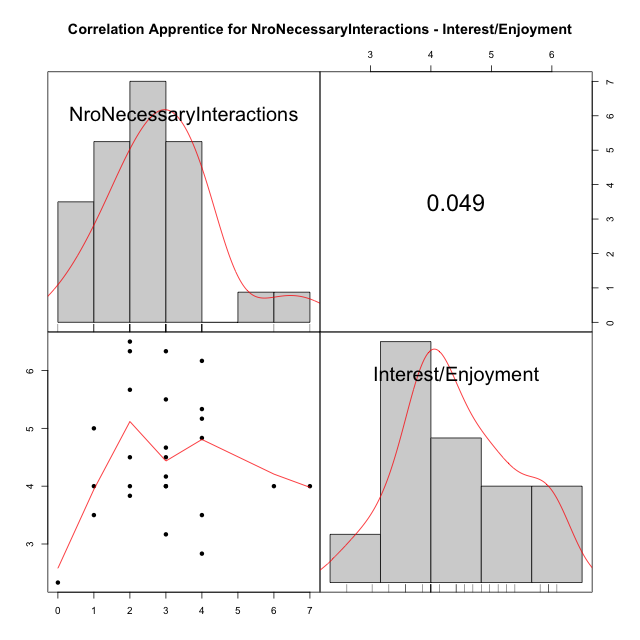 Correlation Apprentice for NroNecessaryInteractions - Interest/Enjoyment
3 4 5 6
NroNecessaryInteractions
0.049
0 1 2 3 4 5 6 7
Interest/Enjoyment
3 4 5 6
0 1 2 3 4 5 6 7